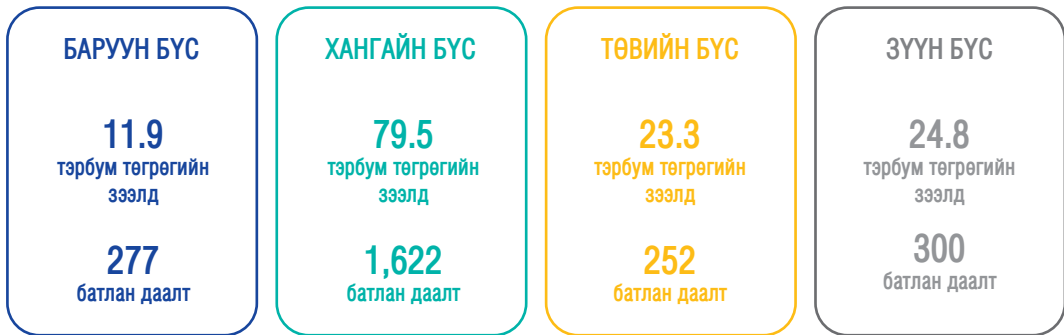 БАРУУН БҮС
11.9
тэрбум төгрөгийн
зээлд
277
батлан даалт
ХАНГАЙН БҮС
79.5
тэрбум төгрөгийн
зээлд
1,622
батлан даалт
ТӨВИЙН БҮС
23.3
тэрбум төгрөгийн
зээлд
252
батлан даалт
ЗҮҮН БҮС
24.8
тэрбум төгрөгийн
зээлд
300
батлан даалт